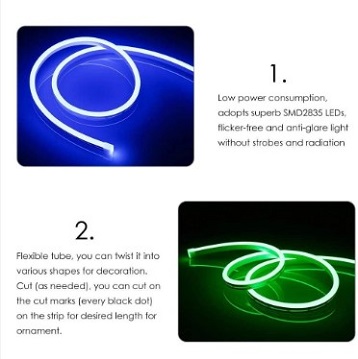 1.
Low power consumption,
adopts superb SMD2835 LEDs,
flicker-free and anti-glare light
without strobes and radiation
2.
Flexible tube, you can twist it into
various shapes for decoration.
Cut (as needed), you can cut on
the cut marks (every black dot)
on the strip for desired length for
ornament.